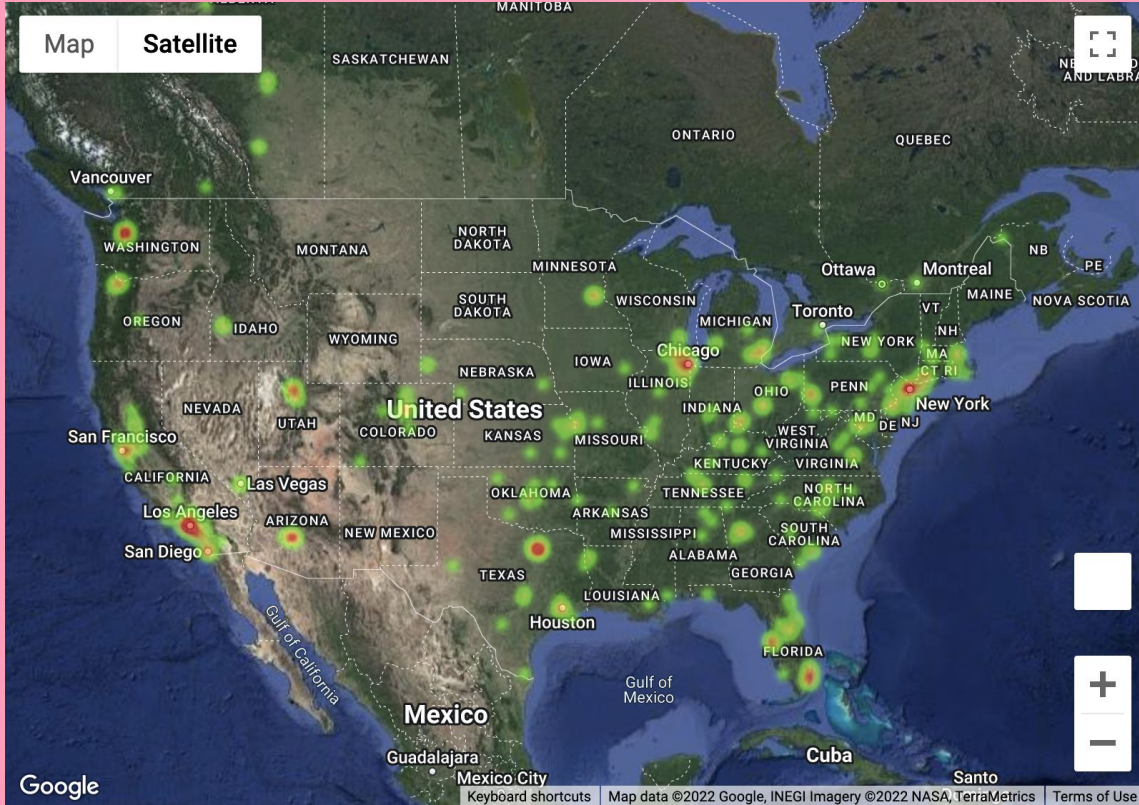 MANITOBA
Map
Satellite
SASKATCHEWAN
ONTARIO
QUEBEC
Vancouver
WASHINGTON
MONTANA
NORTH
DAKOTA
MINNESOTA
Ottawa
Montreal
NB
PE
MAINE
NOVA SCOTIA
SOUTH
DAKOTA
WISCONSIN
MICHIGAN
Toronto
VT
NH
OREGON
IDAHO
WYOMING
IOWA
Chicago
NEW YORK
MA
CT RI
NEBRASKA
ILLINOIS
OHIO
PENN
NEVADA
UTAH
United States
COLORADO
KANSAS
MISSOURI
INDIANA
WEST
VIRGINIA
MD
DE
NJ
New York
San Francisco
CALIFORNIA
Las Vegas
KENTUCKY
VIRGINIA
OKLAHOMA
TENNESSEE
NORTH
CAROLINA
Los Angeles
ARIZONA
NEW MEXICO
ARKANSAS
MISSISSIPPI
SOUTH
CAROLINA
San Diego
ALABAMA
TEXAS
GEORGIA
LOUISIANA
Houston
Gulf of California
FLORIDA
Gulf of
Mexico
Mexico
Guadalajara
Mexico City
Cuba
Santo
Google
Keyboard shortcuts
Map data ©2022 Google, INEGI Imagery ©2022 NASA, TerraMetrics
Terms of Use